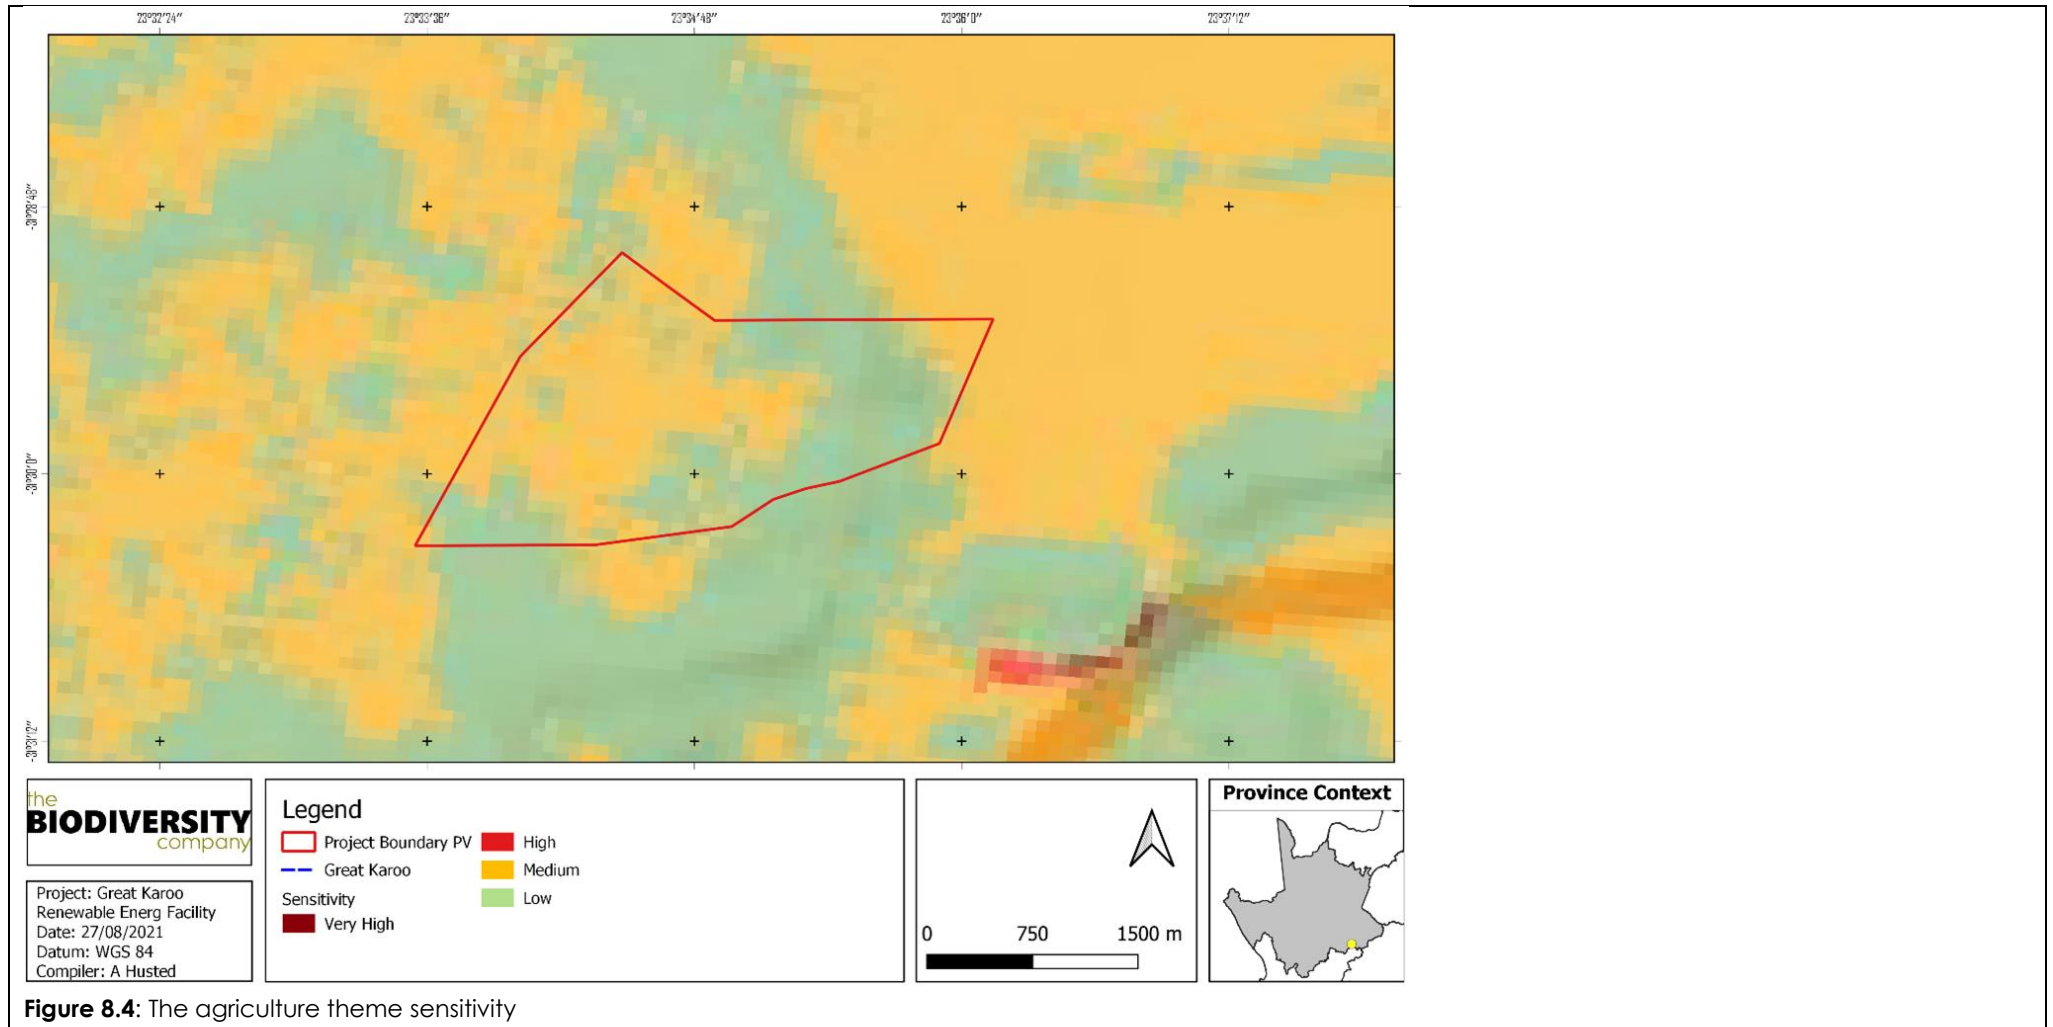 23°32'24" 23°33'36" 23°34'48" 23°36'0" 23°37'12"
-31°28'48"
-31°30'0"
-31°31'12"
the
BIODIVERSITY
company
Project: Great Karoo
Renewable Energ Facility
Date: 27/08/2021
Datum: WGS 84
Compiler: A Husted
Legend
Project Boundary PV
Great Karoo
Sensitivity
Very High
High
Medium
Low
0 750 1500 m
Province Context
Figure 8.4: The agriculture theme sensitivity